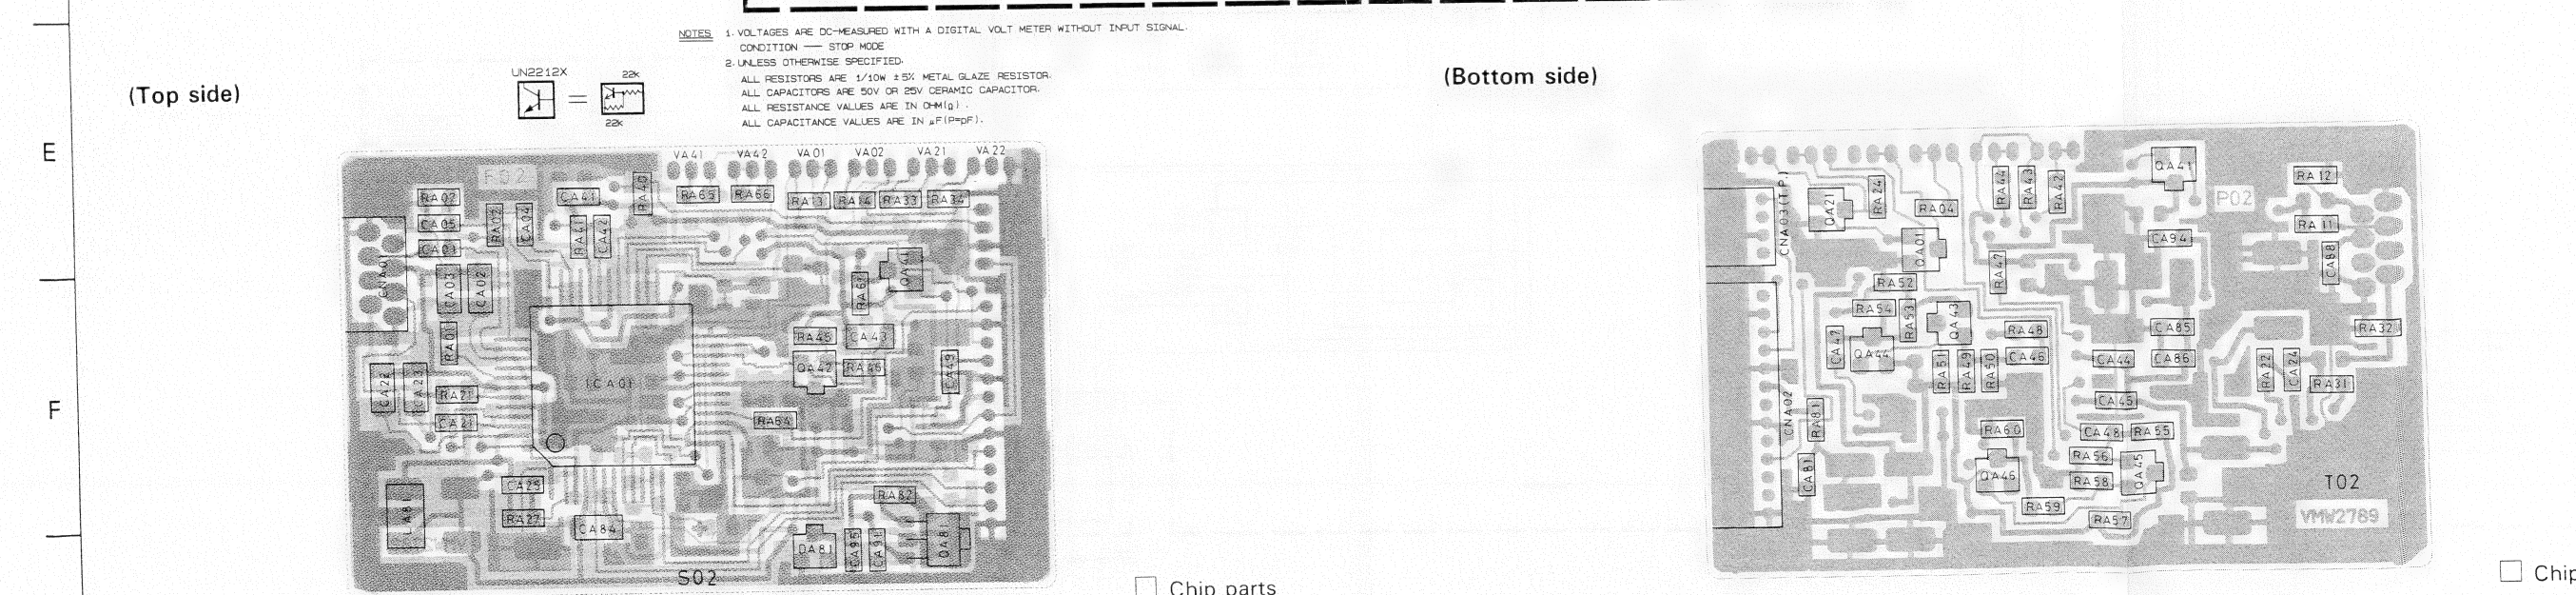 NOTES 1. VOLTAGES ARE DC-MEASURED WITH A DIGITAL VOLT METER WITHOUT INPUT SIGNAL.
CONDITION — STOP MODE
2. UNLESS OTHERWISE SPECIFIED.
ALL RESISTORS ARE 1/10W ±5% METAL GLAZE RESISTOR.
ALL CAPACITORS ARE 50V OR 25V CERAMIC CAPACITOR.
ALL RESISTANCE VALUES ARE IN OHM(Ω).
ALL CAPACITANCE VALUES ARE IN μF(P=pF).
UN2212X
22k
=
22k
(Top side)
(Bottom side)
E
F
VA41 VA42 VA01 VA02 VA21 VA22
F02
CA41 RA40 RA65 RA66 RA13 RA14 RA33 RA34
CA05 RA02 CA04 RA41 CA42
CNA01
CA03 CA02
RA67 QA41
RA01
RA45 CA43
QA42 RA46 CA49
CA22 CA23 RA21
ICA01
CA21
RA64
LA81
CA25
RA27
CA84
RA82
CA95 CA91
S02
Chip parts
CNA03(T.P.)
QA21 RA24 RA04 RA44 RA43 RA42
QA41
P02
RA12
RA11
QA01
CA94
CA88
RA47
RA52
RA54 RA53 QA43
RA48
CA85
RA32
CA47 QA44
RA51 RA49 RA50 CA46
CA44 CA86
RA22 CA24 RA31
CNA02
RA81
CA45
RA60
CA48 RA55
CA81
QA46
RA56
RA58 QA45
RA59
RA57
T02
VMW2789
Chip